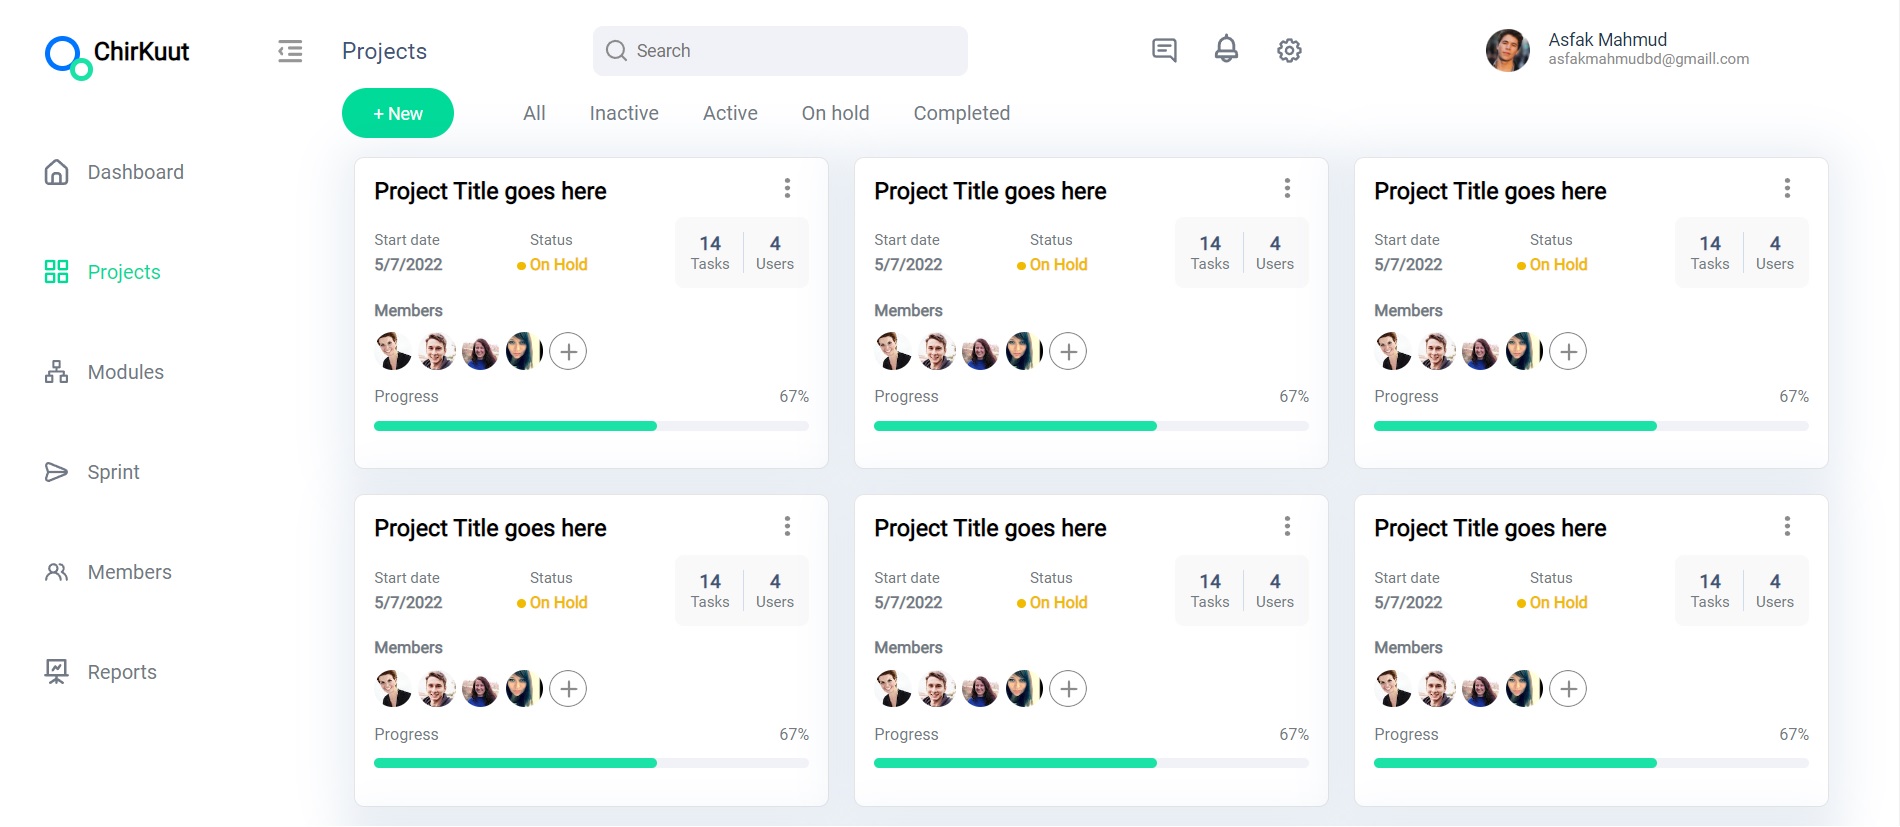 ChirKuut
Projects
Search
Asfak Mahmud
asfakmahmudbd@gmaill.com
+ New
All Inactive Active On hold Completed
Dashboard
Projects
Modules
Sprint
Members
Reports
Project Title goes here
Start date Status 14 4
5/7/2022 On Hold Tasks Users
Members
Progress 67%
Project Title goes here
Start date Status 14 4
5/7/2022 On Hold Tasks Users
Members
Progress 67%
Project Title goes here
Start date Status 14 4
5/7/2022 On Hold Tasks Users
Members
Progress 67%
Project Title goes here
Start date Status 14 4
5/7/2022 On Hold Tasks Users
Members
Progress 67%
Project Title goes here
Start date Status 14 4
5/7/2022 On Hold Tasks Users
Members
Progress 67%
Project Title goes here
Start date Status 14 4
5/7/2022 On Hold Tasks Users
Members
Progress 67%